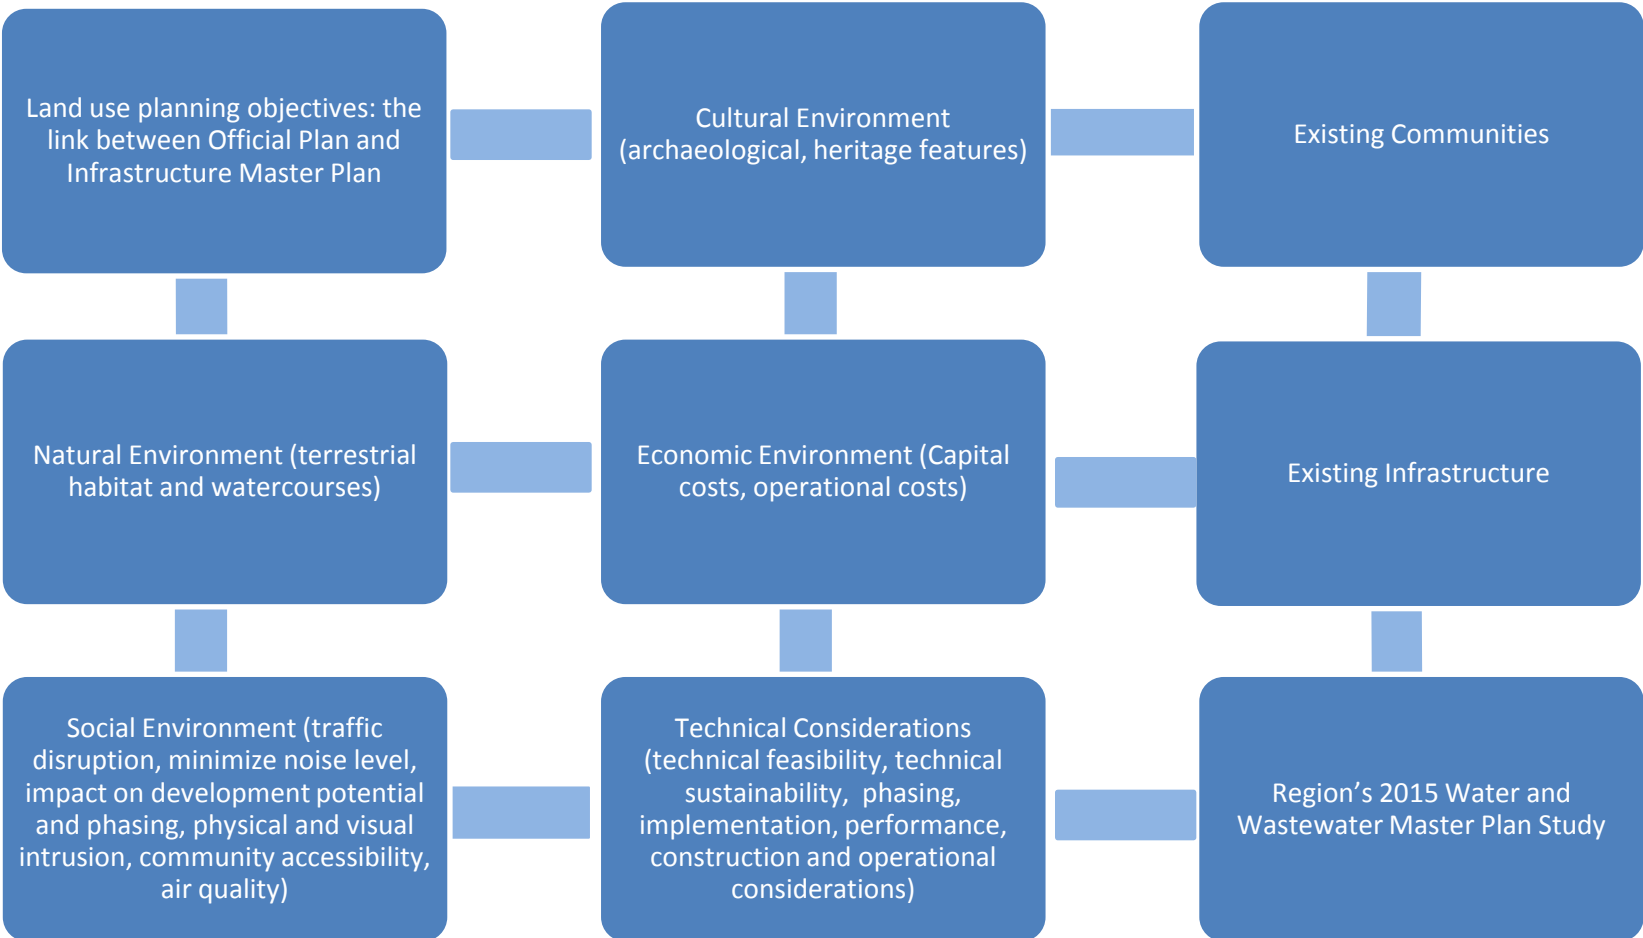 Land use planning objectives: the
link between Official Plan and
Infrastructure Master Plan
Cultural Environment
(archaeological, heritage features)
Existing Communities
Natural Environment (terrestrial
habitat and watercourses)
Economic Environment (Capital
costs, operational costs)
Existing Infrastructure
Social Environment (traffic
disruption, minimize noise level,
impact on development potential
and phasing, physical and visual
intrusion, community accessibility,
air quality)
Technical Considerations
(technical feasibility, technical
sustainability,  phasing,
implementation, performance,
construction and operational
considerations)
Region’s 2015 Water and
Wastewater Master Plan Study